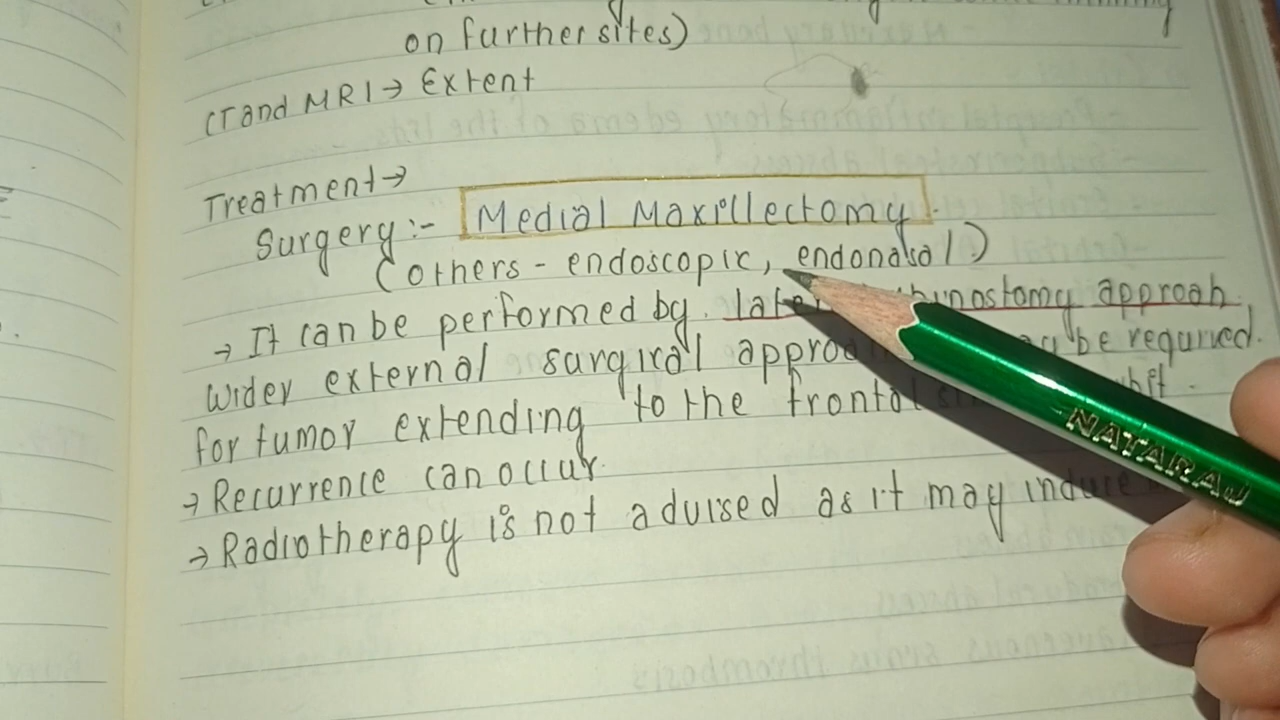 on further sites)
CT and MRI → Extent
Treatment →
Surgery:- Medial Maxillectomy.
(others - endoscopic, endonasal)
→ It can be performed by. approah
wider external surgical be required.
for tumor extending to the frontal
→ Recurrence can occur.
→ Radiotherapy is not advised as it may induce
NATARAJ